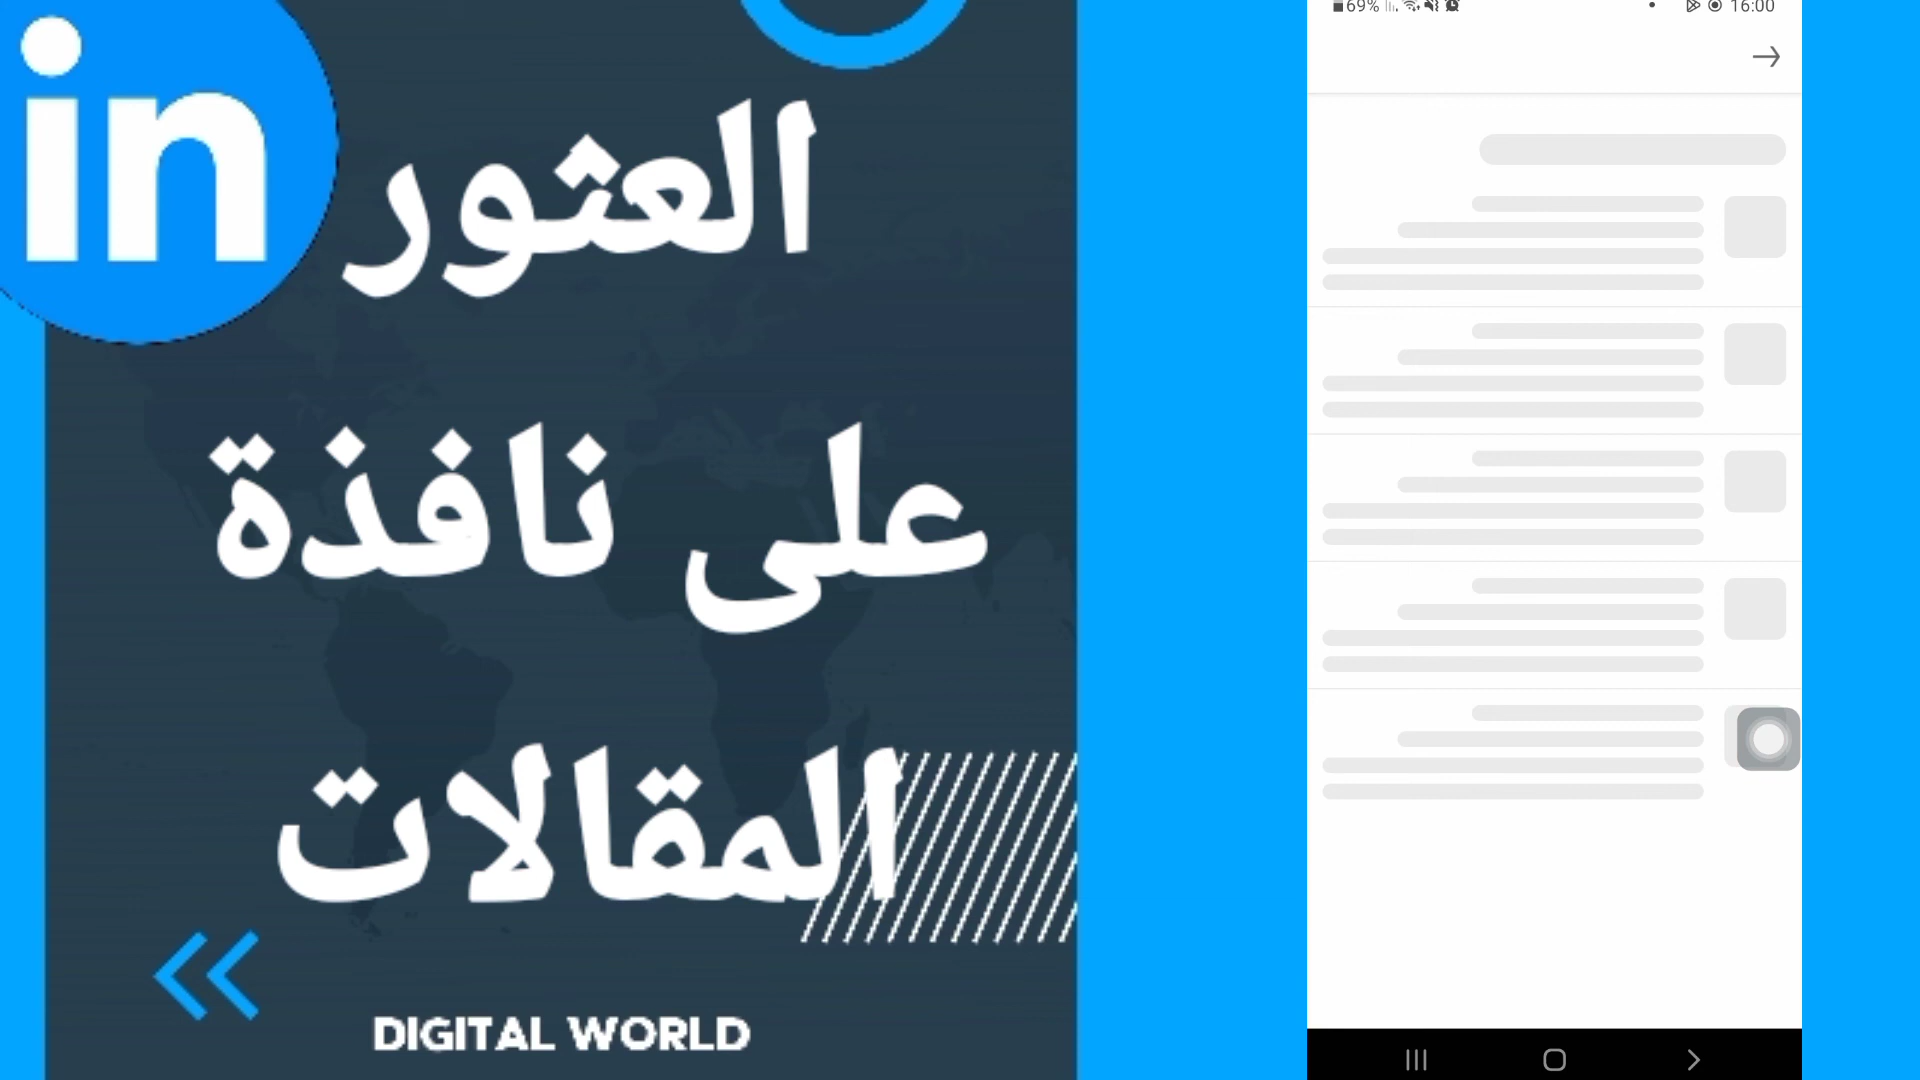 in
العثور
على نافذة
المقالات
DIGITAL WORLD
69%
16:00